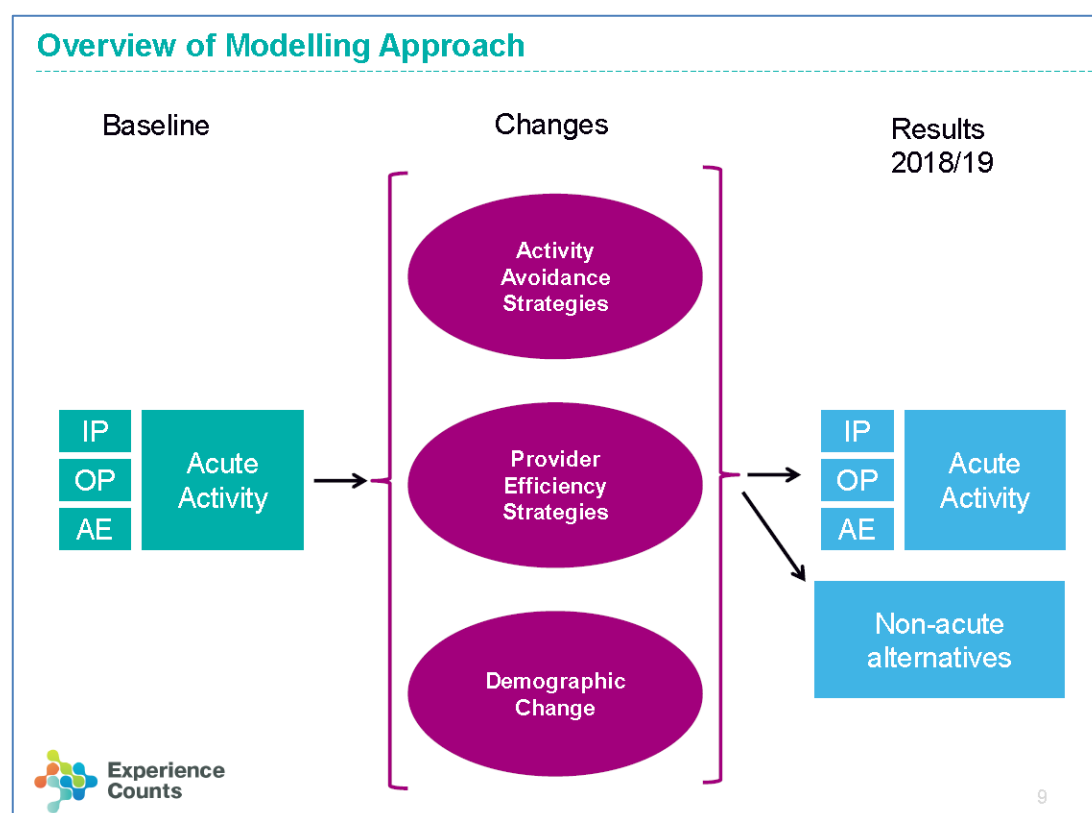 Overview of Modelling Approach
Baseline
Changes
Results
2018/19
Activity
Avoidance
Strategies
Provider
Efficiency
Strategies
Demographic
Change
IP
OP
AE
Acute
Activity
IP
OP
AE
Acute
Activity
Non-acute
alternatives
Experience
Counts
9